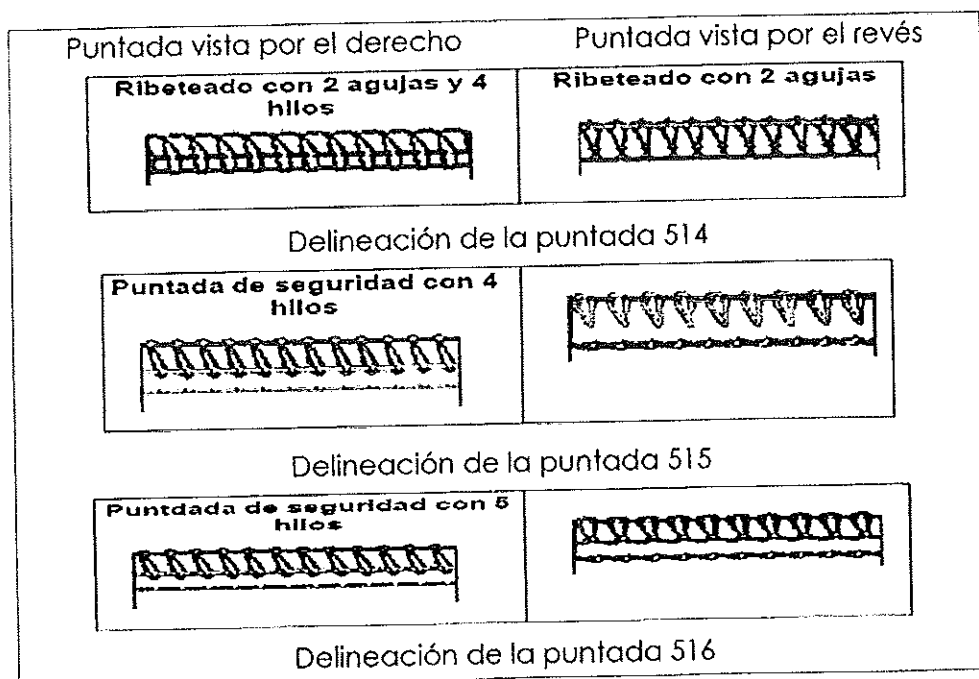 Puntada vista por el derecho
Puntada vista por el revés
Ribeteado con 2 agujas y 4
hilos
Ribeteado con 2 agujas
Delineación de la puntada 514
Puntada de seguridad con 4
hilos
Delineación de la puntada 515
Puntdada de seguridad con 5
hilos
Delineación de la puntada 516